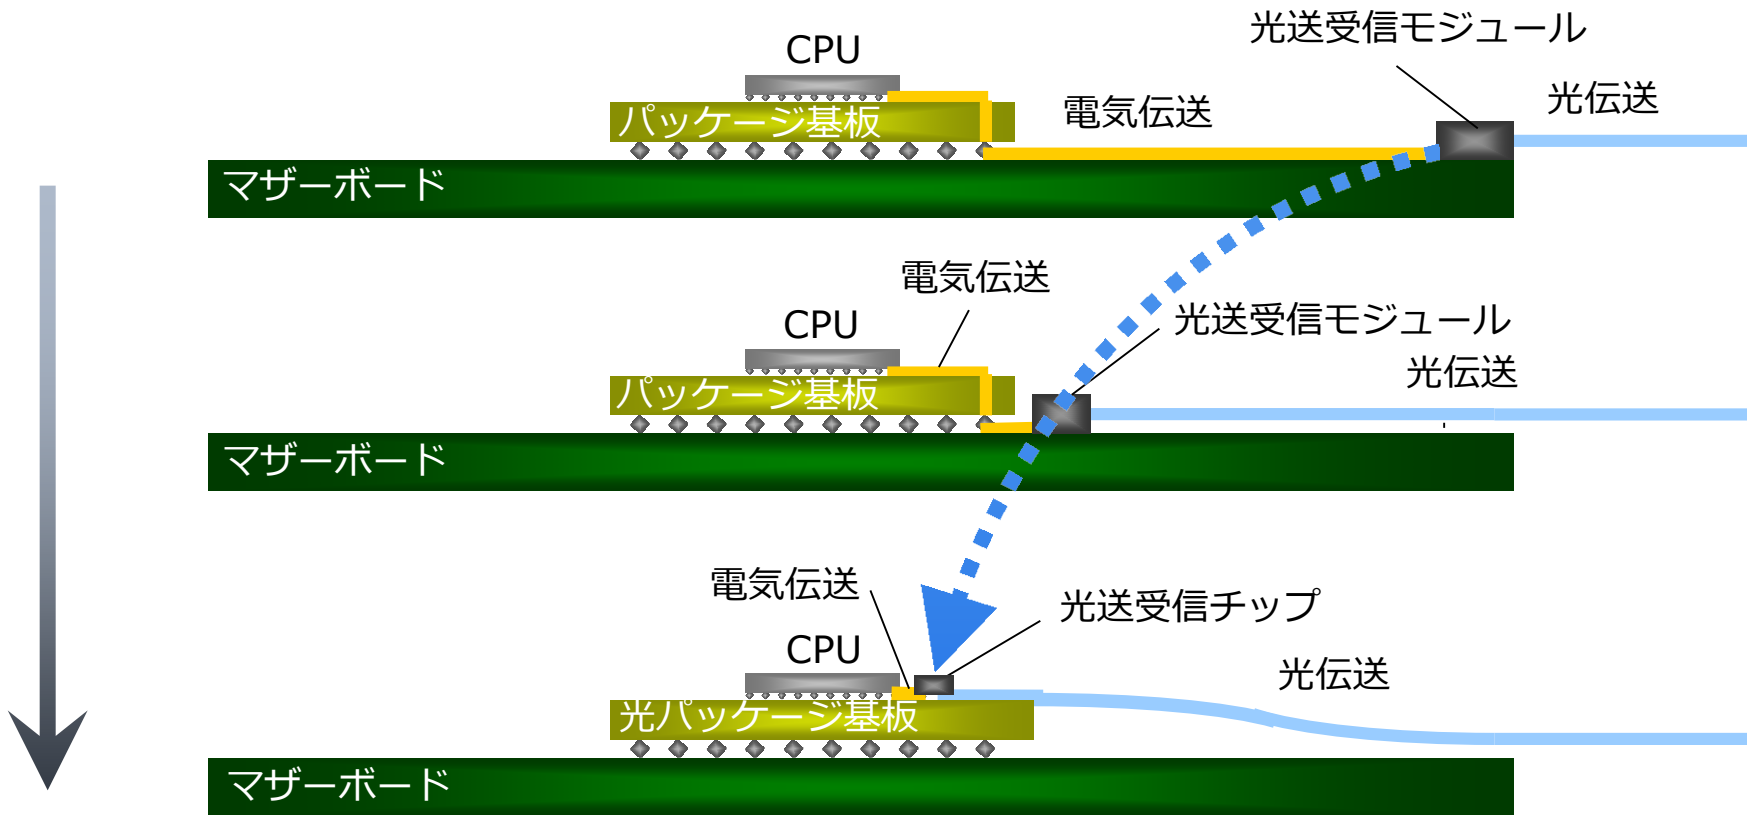 光送受信モジュール
CPU
電気伝送
光伝送
パッケージ基板
マザーボード
電気伝送
CPU
光送受信モジュール
光伝送
パッケージ基板
マザーボード
電気伝送
光送受信チップ
CPU
光伝送
光パッケージ基板
マザーボード